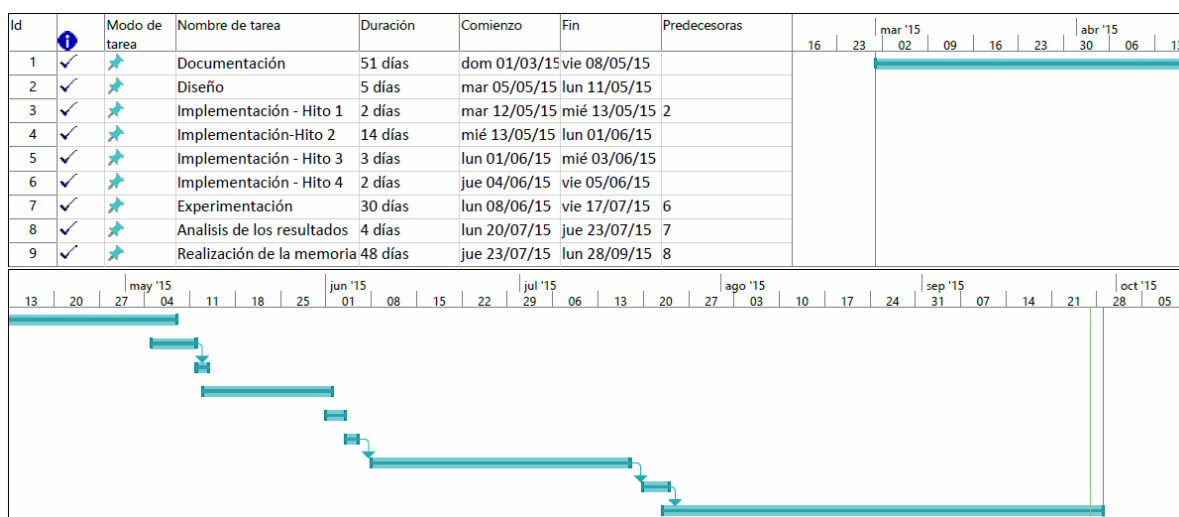 Id Modo de tarea Nombre de tarea Duración Comienzo Fin Predecesoras
mar '15 abr '15
16 23 02 09 16 23 30 06 13
1 Documentación 51 días dom 01/03/15 vie 08/05/15
2 Diseño 5 días mar 05/05/15 lun 11/05/15
3 Implementación - Hito 1 2 días mar 12/05/15 mié 13/05/15 2
4 Implementación-Hito 2 14 días mié 13/05/15 lun 01/06/15
5 Implementación - Hito 3 3 días lun 01/06/15 mié 03/06/15
6 Implementación - Hito 4 2 días jue 04/06/15 vie 05/06/15
7 Experimentación 30 días lun 08/06/15 vie 17/07/15 6
8 Analisis de los resultados 4 días lun 20/07/15 jue 23/07/15 7
9 Realización de la memoria 48 días jue 23/07/15 lun 28/09/15 8
may '15 jun '15 jul '15 ago '15 sep '15 oct '15
13 20 27 04 11 18 25 01 08 15 22 29 06 13 20 27 03 10 17 24 31 07 14 21 28 05